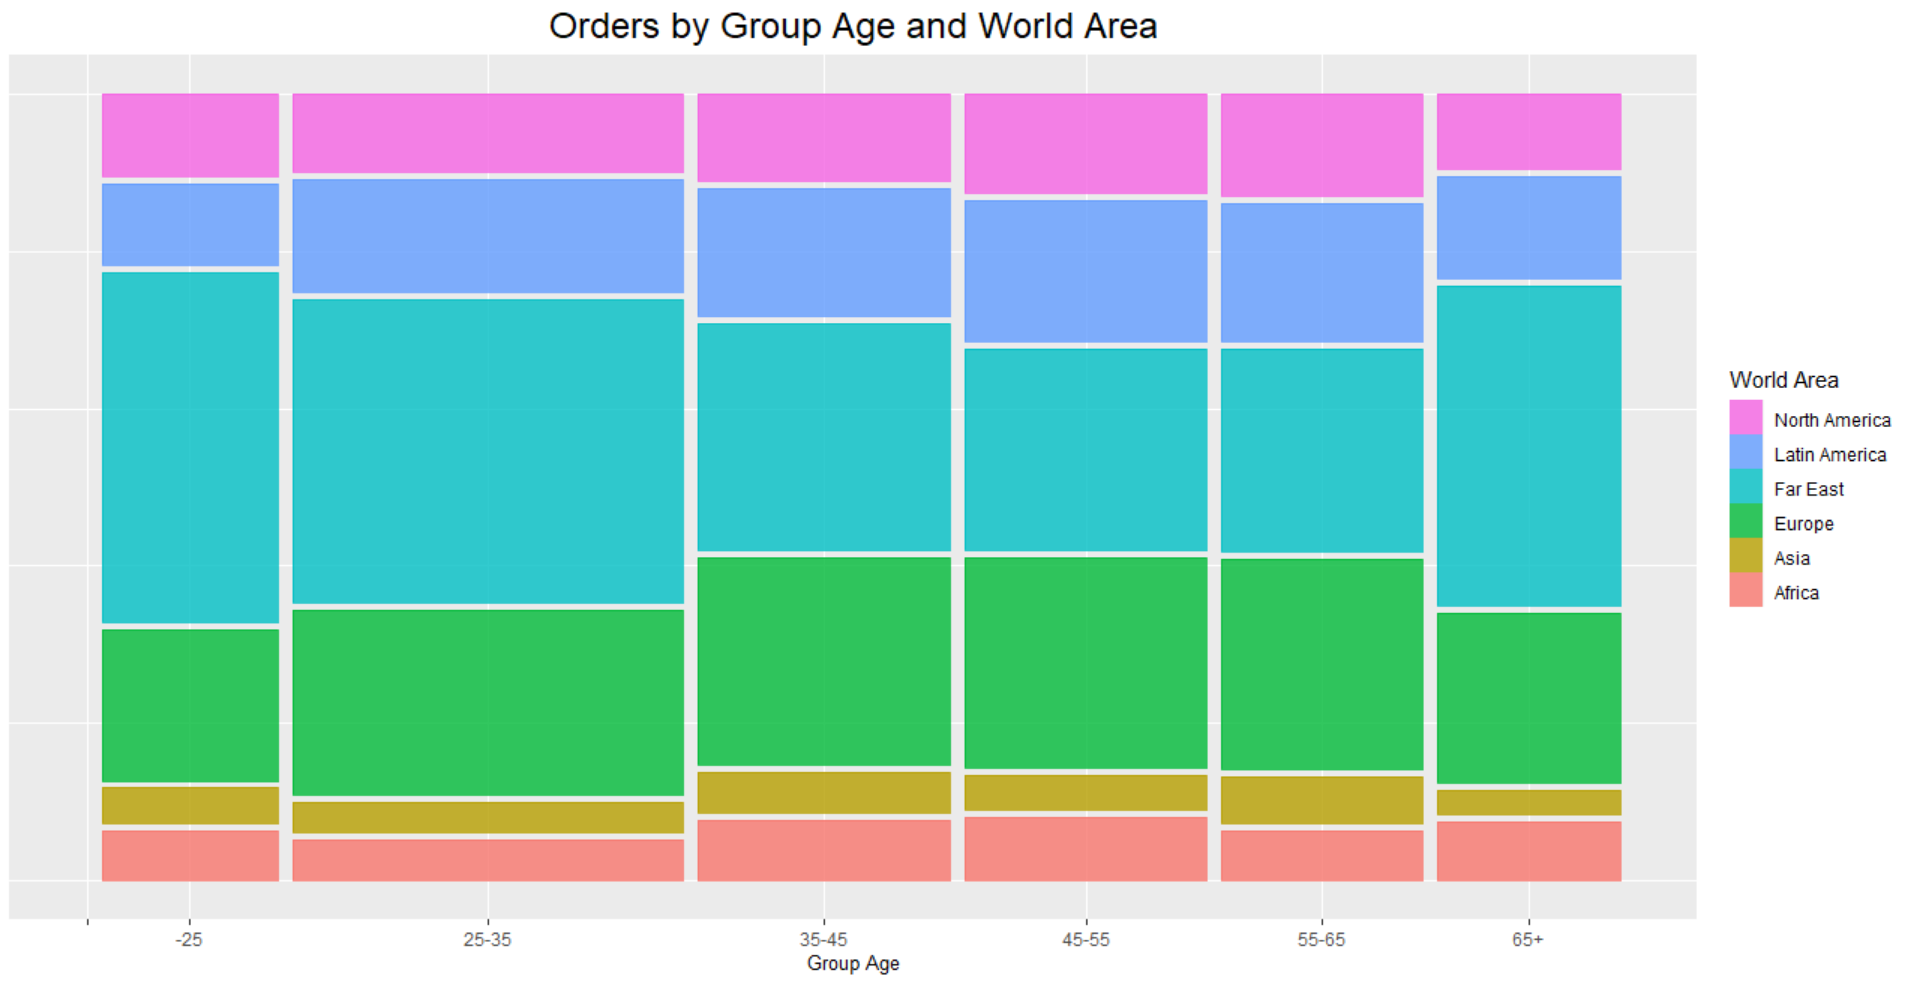 Orders by Group Age and World Area
World Area
North America
Latin America
Far East
Europe
Asia
Africa
-25 25-35 35-45 45-55 55-65 65+
Group Age